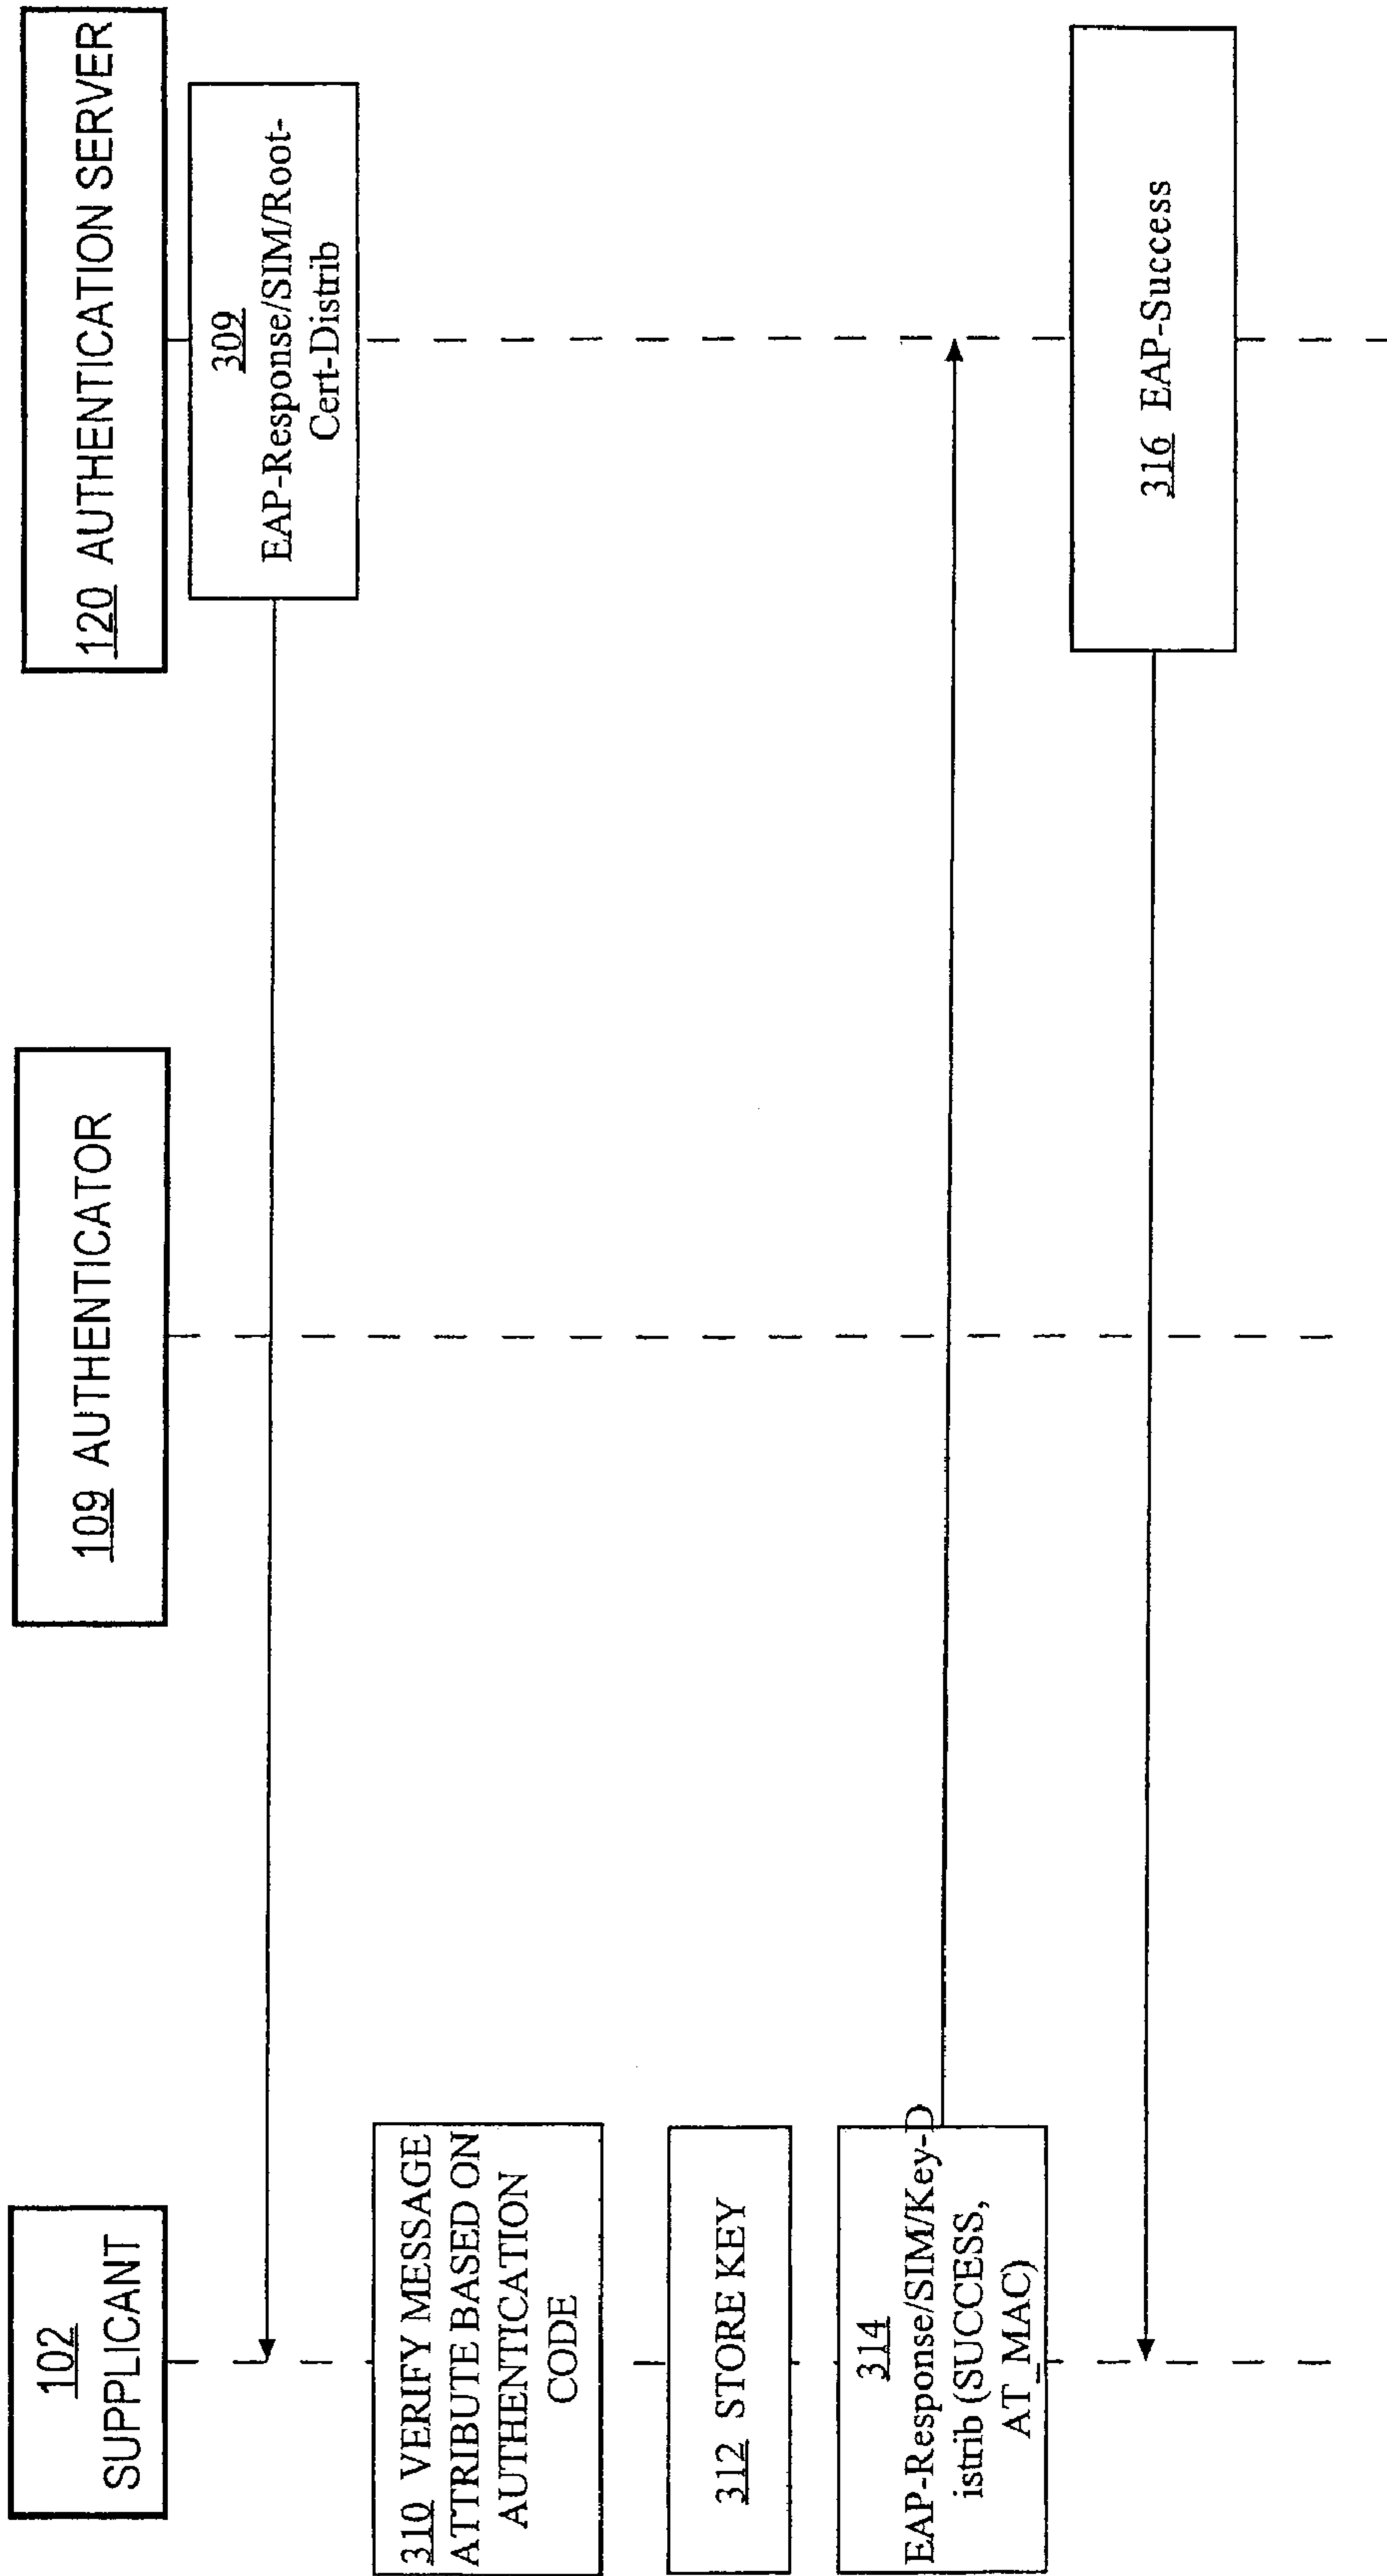 102
SUPPLICANT
109 AUTHENTICATOR
120 AUTHENTICATION SERVER
309
EAP-Response/SIM/Root-
Cert-Distrib
310 VERIFY MESSAGE
ATTRIBUTE BASED ON
AUTHENTICATION
CODE
312 STORE KEY
314
EAP-Response/SIM/Key-D
istrib (SUCCESS,
AT_MAC)
316 EAP-Success